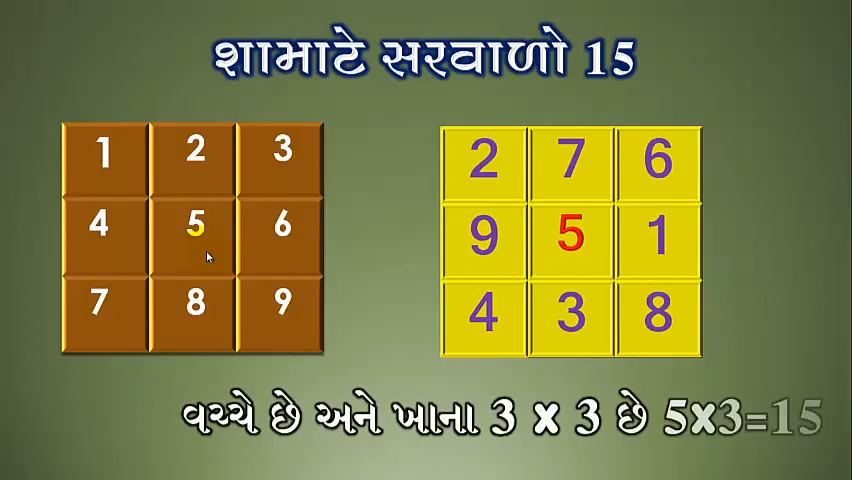 શામાટે સરવાળો 15
1 2 3
4 5 6
7 8 9
2 7 6
9 5 1
4 3 8
વચ્ચે છે અને ખાના 3 x 3 છે 5x3=15